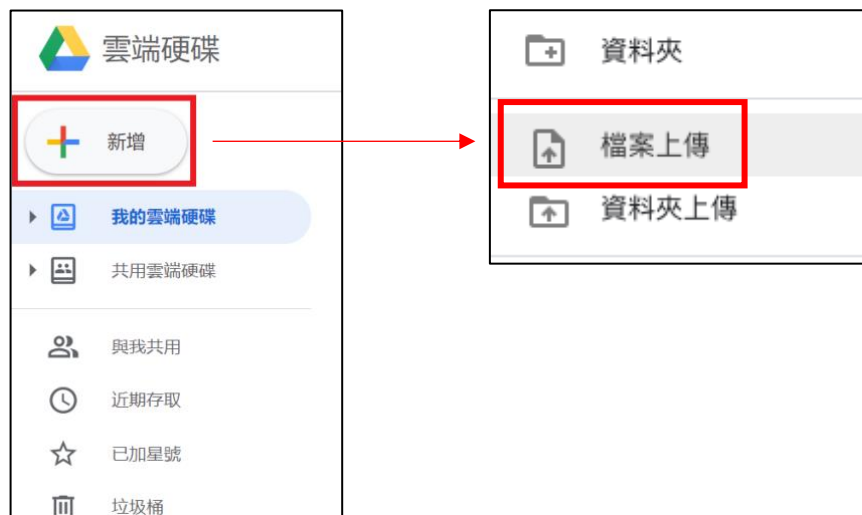 雲端硬碟
新增
我的雲端硬碟
共用雲端硬碟
與我共用
近期存取
已加星號
垃圾桶
資料夾
檔案上傳
資料夾上傳